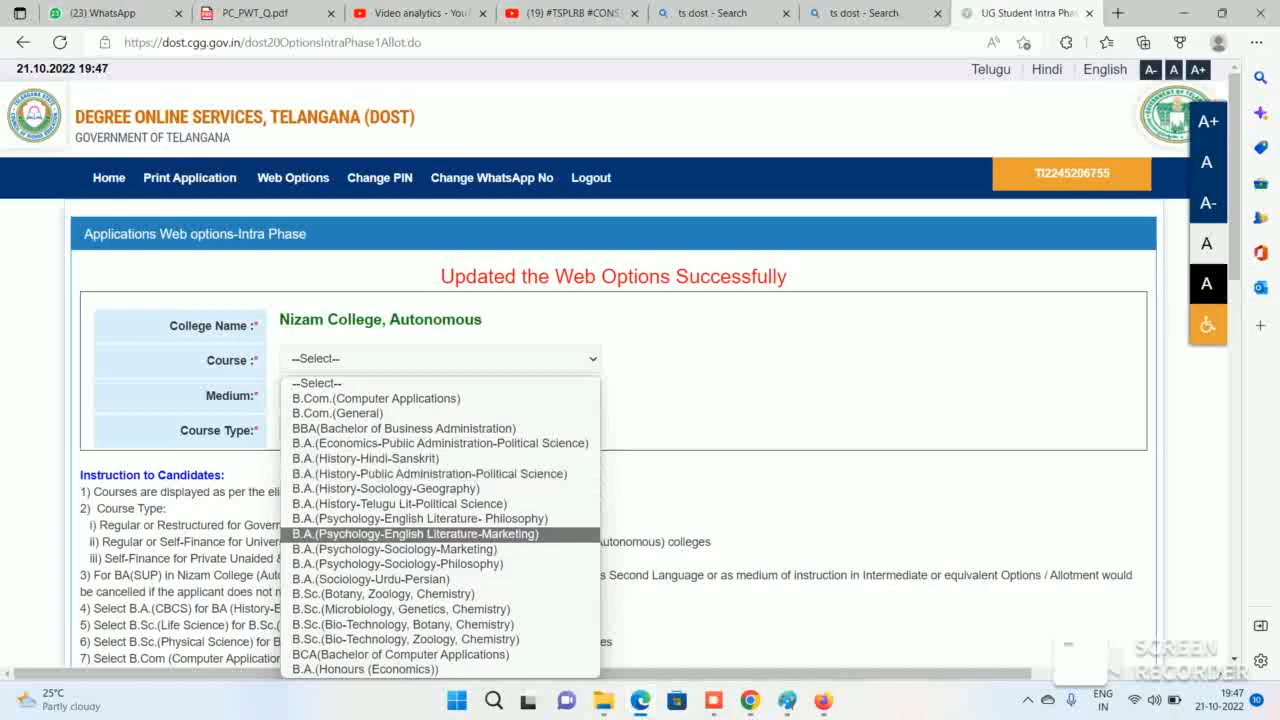 (23) WhatsApp
PC_PWT_Q.pdf
Video analytics - YouT
(19) #TSPLRB #CONS
ts dost - Search
ts dost - Search
UG Student Intra Phas
https://dost.cgg.gov.in/dost20OptionsIntraPhase1Allot.do
21.10.2022 19:47
Telugu
Hindi
English
A-
A
A+
DEGREE ONLINE SERVICES, TELANGANA (DOST)
GOVERNMENT OF TELANGANA
Home
Print Application
Web Options
Change PIN
Change WhatsApp No
Logout
TI2245206755
A+
A
A-
A
A
Applications Web options-Intra Phase
Updated the Web Options Successfully
College Name :*
Nizam College, Autonomous
Course :*
--Select--
Medium:*
Course Type:*
--Select--
B.Com.(Computer Applications)
B.Com.(General)
BBA(Bachelor of Business Administration)
B.A.(Economics-Public Administration-Political Science)
B.A.(History-Hindi-Sanskrit)
B.A.(History-Public Administration-Political Science)
B.A.(History-Sociology-Geography)
B.A.(History-Telugu Lit-Political Science)
B.A.(Psychology-English Literature- Philosophy)
B.A.(Psychology-English Literature-Marketing)
B.A.(Psychology-Sociology-Marketing)
B.A.(Psychology-Sociology-Philosophy)
B.A.(Sociology-Urdu-Persian)
B.Sc.(Botany, Zoology, Chemistry)
B.Sc.(Microbiology, Genetics, Chemistry)
B.Sc.(Bio-Technology, Botany, Chemistry)
B.Sc.(Bio-Technology, Zoology, Chemistry)
BCA(Bachelor of Computer Applications)
B.A.(Honours (Economics))
Instruction to Candidates:
1) Courses are displayed as per the eli
2) Course Type:
i) Regular or Restructured for Govern
ii) Regular or Self-Finance for Univer utonomous) colleges
iii) Self-Finance for Private Unaided &
3) For BA(SUP) in Nizam College (Auto s Second Language or as medium of instruction in Intermediate or equivalent Options / Allotment would
be cancelled if the applicant does not m
4) Select B.A.(CBCS) for BA (History-E
5) Select B.Sc.(Life Science) for B.Sc.(
6) Select B.Sc.(Physical Science) for B es
7) Select B.Com (Computer Application
SCREEN
RECORDER
25°C
Partly cloudy
ENG
IN
19:47
21-10-2022
10